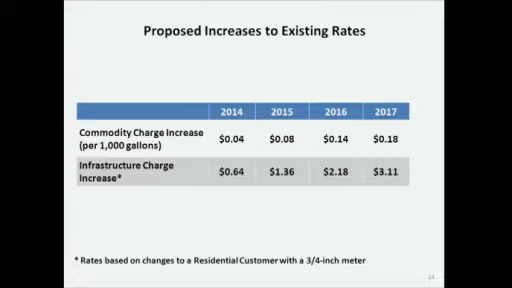 Proposed Increases to Existing Rates
2014 2015 2016 2017
Commodity Charge Increase
(per 1,000 gallons) $0.04 $0.08 $0.14 $0.18
Infrastructure Charge
Increase* $0.64 $1.36 $2.18 $3.11
* Rates based on changes to a Residential Customer with a 3/4-inch meter